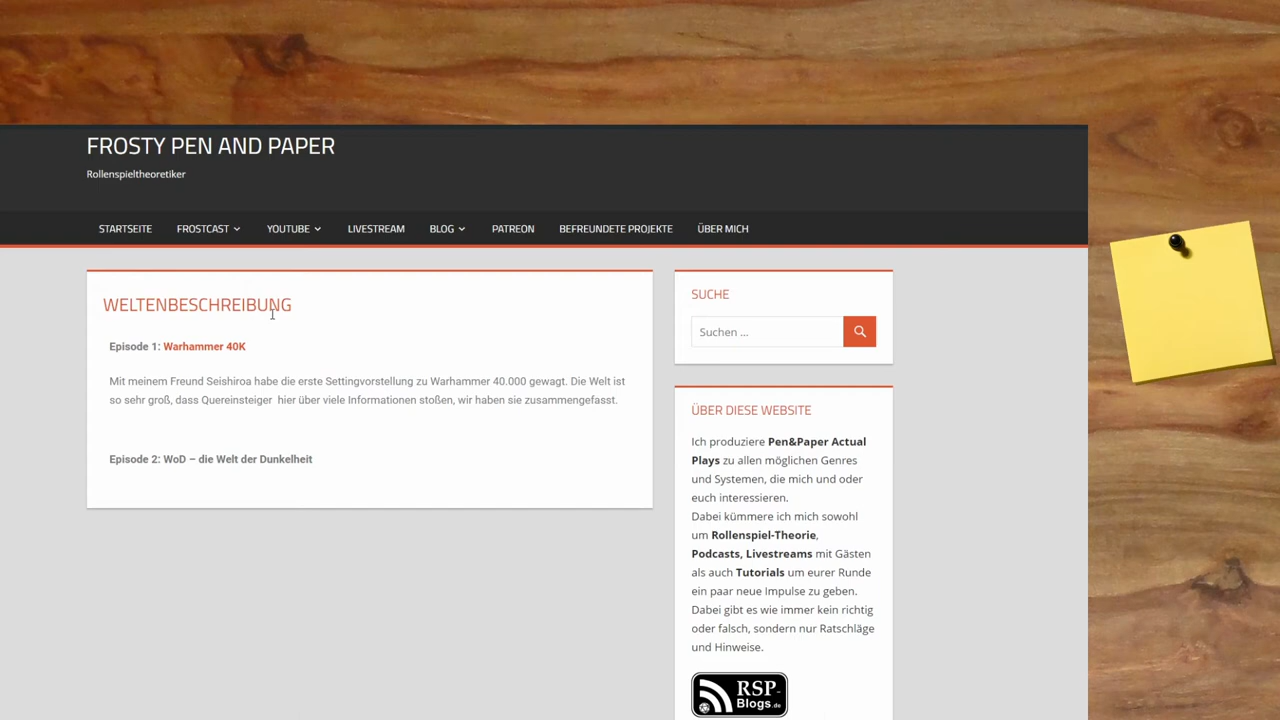 FROSTY PEN AND PAPER
Rollenspieltheoretiker
STARTSEITE FROSTCAST YOUTUBE LIVESTREAM BLOG PATREON BEFREUNDETE PROJEKTE ÜBER MICH
WELTENBESCHREIBUNG
Episode 1: Warhammer 40K
Mit meinem Freund Seishiroa habe die erste Settingvorstellung zu Warhammer 40.000 gewagt. Die Welt ist
so sehr groß, dass Quereinsteiger hier über viele Informationen stoßen, wir haben sie zusammengefasst.
Episode 2: WoD – die Welt der Dunkelheit
SUCHE
Suchen …
ÜBER DIESE WEBSITE
Ich produziere Pen&Paper Actual
Plays zu allen möglichen Genres
und Systemen, die mich und oder
euch interessieren.
Dabei kümmere ich mich sowohl
um Rollenspiel-Theorie,
Podcasts, Livestreams mit Gästen
als auch Tutorials um eurer Runde
ein paar neue Impulse zu geben.
Dabei gibt es wie immer kein richtig
oder falsch, sondern nur Ratschläge
und Hinweise.
RSP-
Blogs.de